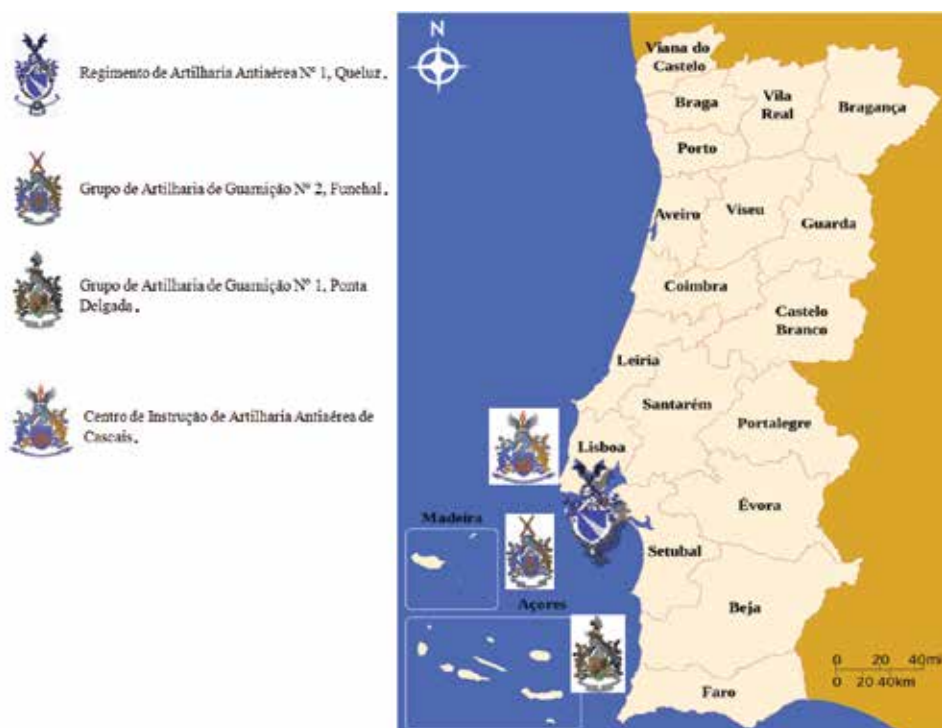 Regimento de Artilharia Antiaérea Nº 1, Queluz.
Grupo de Artilharia de Guarnição Nº 2, Funchal.
Grupo de Artilharia de Guarnição Nº 1, Ponta
Delgada.
Centro de Instrução de Artilharia Antiaérea de
Cascais.
N
Viana do
Castelo
Braga
Vila
Real
Bragança
Porto
Aveiro
Viseu
Guarda
Coimbra
Castelo
Branco
Leiria
Santarém
Portalegre
Lisboa
Évora
Madeira
Setubal
Açores
Beja
Faro
0 20 40mi
0 20 40km